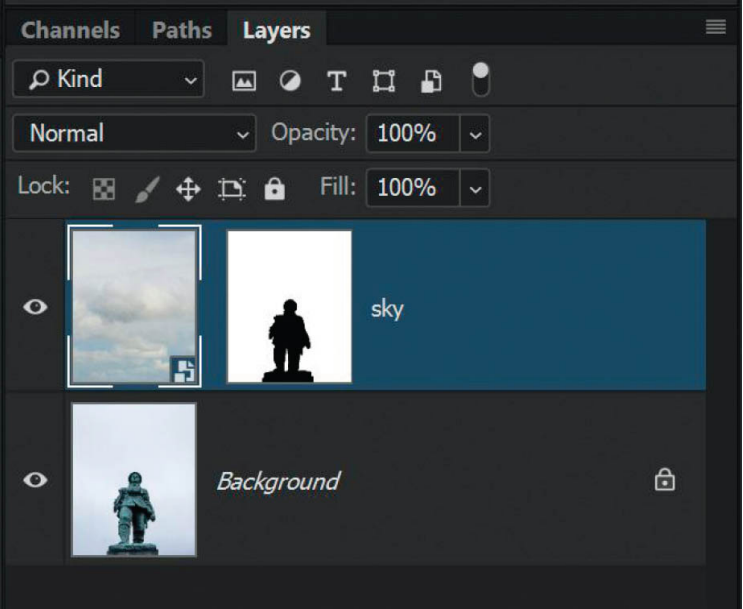 Channels Paths Layers
Kind T
Normal Opacity: 100%
Lock: Fill: 100%
sky
Background